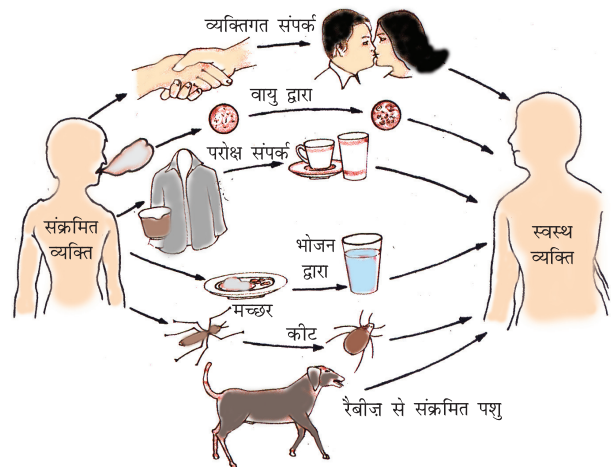 व्यक्तिगत संपर्क
वायु द्वारा
परोक्ष संपर्क
संक्रमित
व्यक्ति
स्वस्थ
व्यक्ति
भोजन
द्वारा
मच्छर
कीट
रैबीज़ से संक्रमित पशु